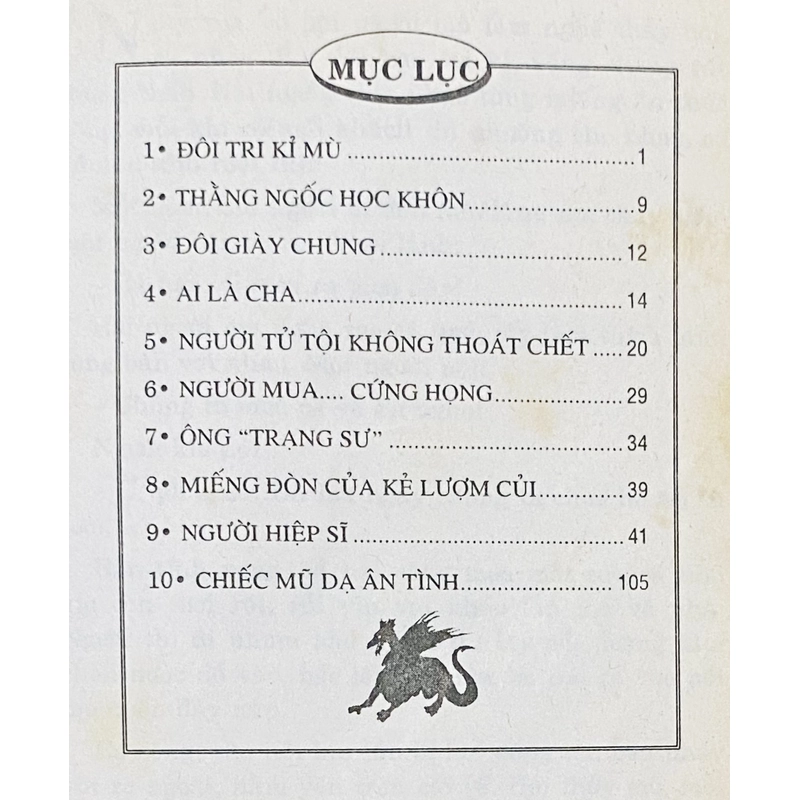 MỤC LỤC
1• ĐÔI TRI KỈ MÙ ........ 1
2• THẰNG NGỐC HỌC KHÔN ........ 9
3• ĐÔI GIÀY CHUNG ........ 12
4• AI LÀ CHA ........ 14
5• NGƯỜI TỬ TỘI KHÔNG THOÁT CHẾT ..... 20
6• NGƯỜI MUA.... CỨNG HỌNG ........ 29
7• ÔNG “TRẠNG SƯ” ........ 34
8• MIẾNG ĐÒN CỦA KẺ LƯỢM CỦI ........ 39
9• NGƯỜI HIỆP SĨ ........ 41
10• CHIẾC MŨ DẠ ÂN TÌNH ........ 105